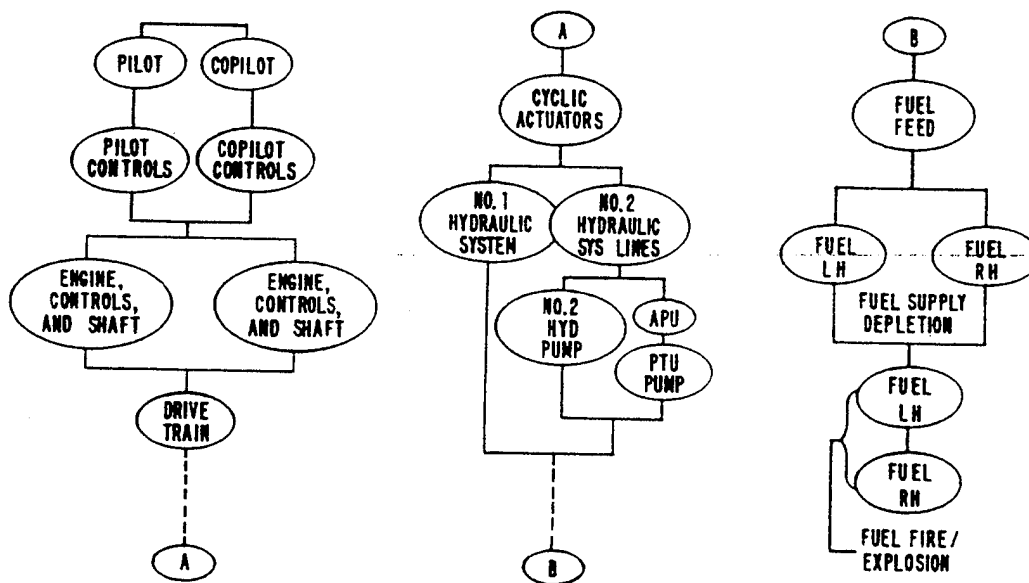 PILOT
COPILOT
PILOT
CONTROLS
COPILOT
CONTROLS
ENGINE,
CONTROLS,
AND SHAFT
ENGINE,
CONTROLS,
AND SHAFT
DRIVE
TRAIN
A
A
CYCLIC
ACTUATORS
NO. 1
HYDRAULIC
SYSTEM
NO. 2
HYDRAULIC
SYS LINES
NO. 2
HYD
PUMP
APU
PTU
PUMP
B
B
FUEL
FEED
FUEL
LH
FUEL
RH
FUEL SUPPLY
DEPLETION
FUEL
LH
FUEL
RH
FUEL FIRE/
EXPLOSION